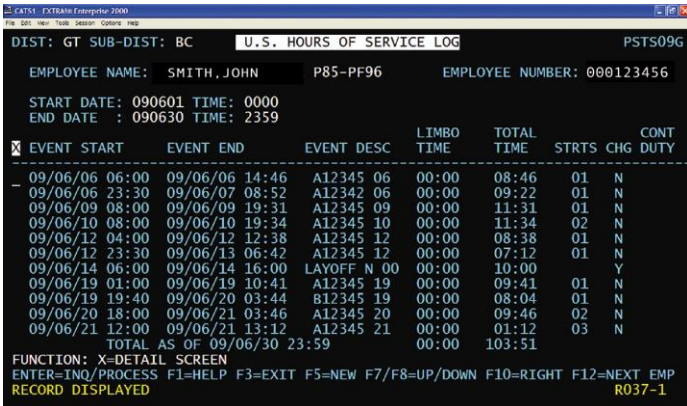 CATS1 - EXTRA!® Enterprise 2000
File Edit View Tools Session Options Help
DIST: GT SUB-DIST: BC U.S. HOURS OF SERVICE LOG PSTS09G
EMPLOYEE NAME: SMITH,JOHN P85-PF96 EMPLOYEE NUMBER: 000123456
START DATE: 090601 TIME: 0000
END DATE : 090630 TIME: 2359
LIMBO TOTAL CONT
X EVENT START EVENT END EVENT DESC TIME TIME STRTS CHG DUTY
09/06/06 06:00 09/06/06 14:46 A12345 06 00:00 08:46 01 N
09/06/06 23:30 09/06/07 08:52 A12342 06 00:00 09:22 01 N
09/06/09 08:00 09/06/09 19:31 A12345 09 00:00 11:31 01 N
09/06/10 08:00 09/06/10 19:34 A12345 10 00:00 11:34 02 N
09/06/12 04:00 09/06/12 12:38 A12345 12 00:00 08:38 01 N
09/06/12 23:30 09/06/13 06:42 A12345 12 00:00 07:12 01 N
09/06/14 06:00 09/06/14 16:00 LAYOFF N 00 00:00 10:00 Y
09/06/19 01:00 09/06/19 10:41 A12345 19 00:00 09:41 01 N
09/06/19 19:40 09/06/20 03:44 B12345 19 00:00 08:04 01 N
09/06/20 18:00 09/06/21 03:46 A12345 20 00:00 09:46 02 N
09/06/21 12:00 09/06/21 13:12 A12345 21 00:00 01:12 03 N
TOTAL AS OF 09/06/30 23:59 00:00 103:51
FUNCTION: X=DETAIL SCREEN
ENTER=INQ/PROCESS F1=HELP F3=EXIT F5=NEW F7/F8=UP/DOWN F10=RIGHT F12=NEXT EMP
RECORD DISPLAYED R037-1